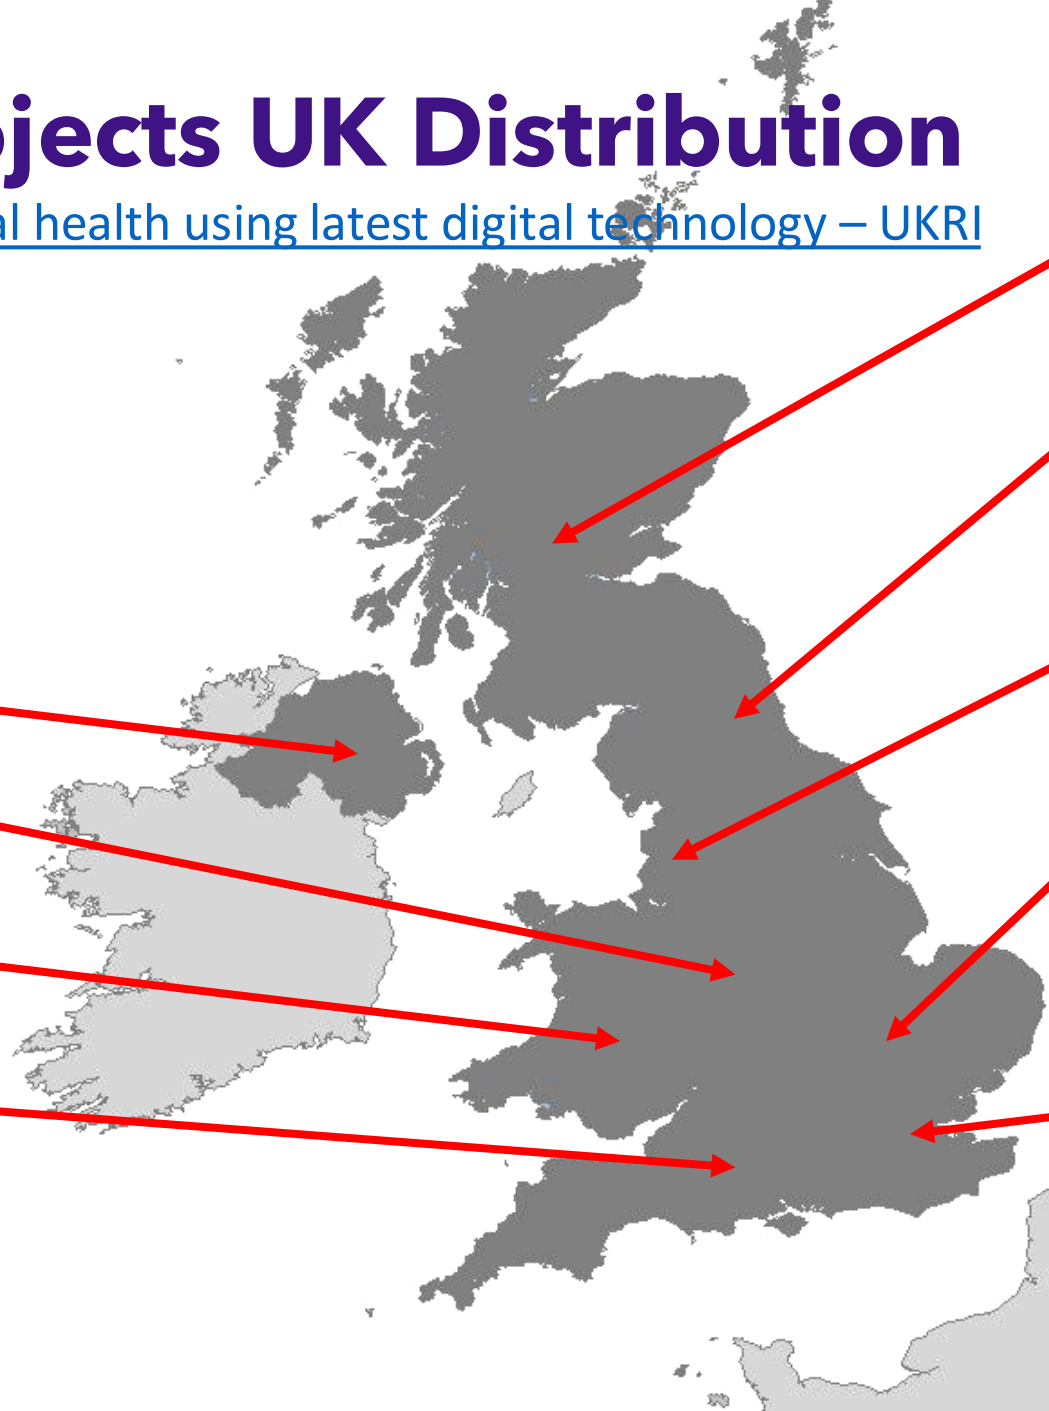 jects UK Distribution
al health using latest digital technology – UKRI